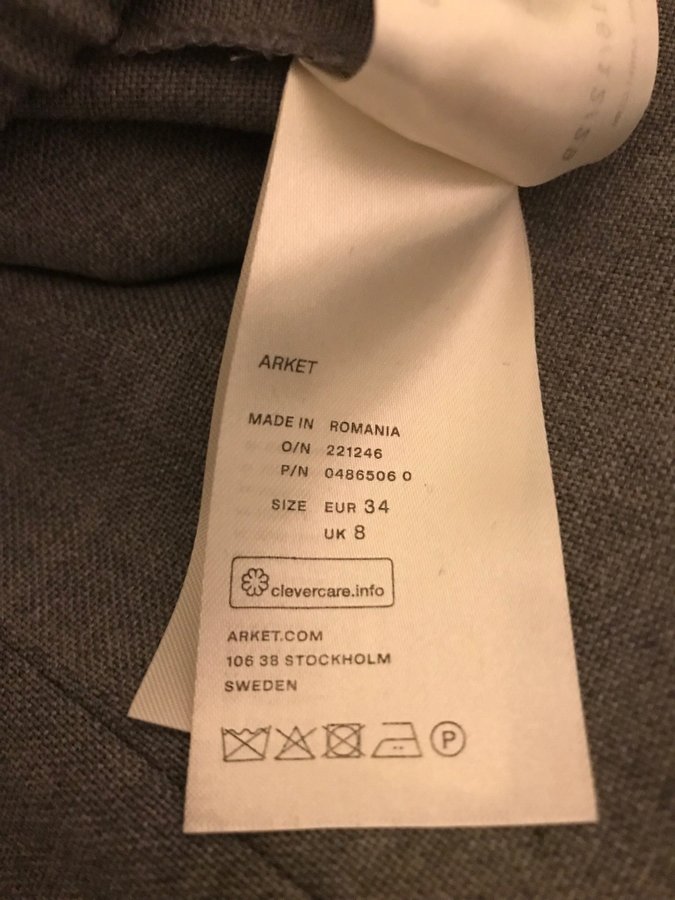 ARKET
MADE IN ROMANIA
O/N 221246
P/N 0486506 0
SIZE EUR 34
UK 8
clevercare.info
ARKET.COM
106 38 STOCKHOLM
SWEDEN
P